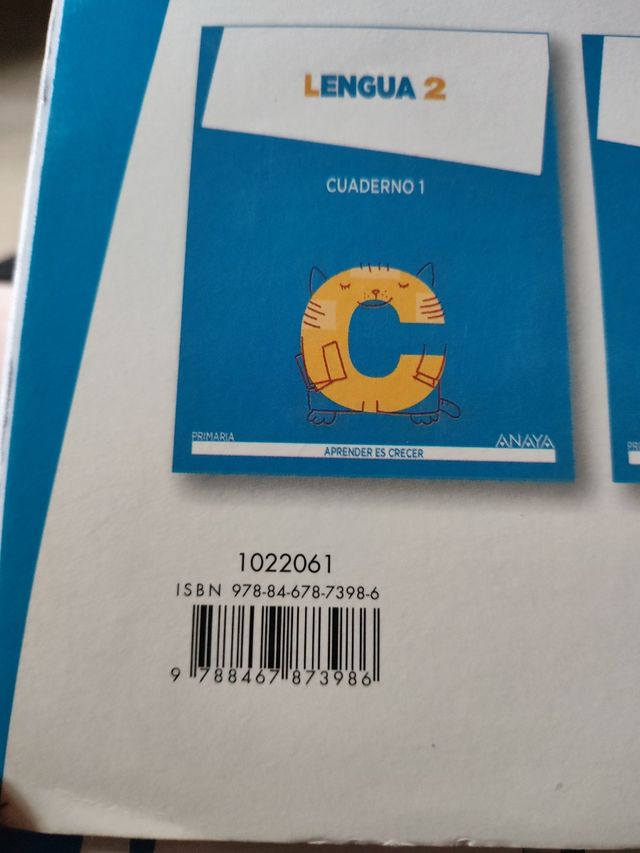 LENGUA 2
CUADERNO 1
PRIMARIA
ANAYA
APRENDER ES CRECER
1022061
ISBN 978-84-678-7398-6
9 788467 873986